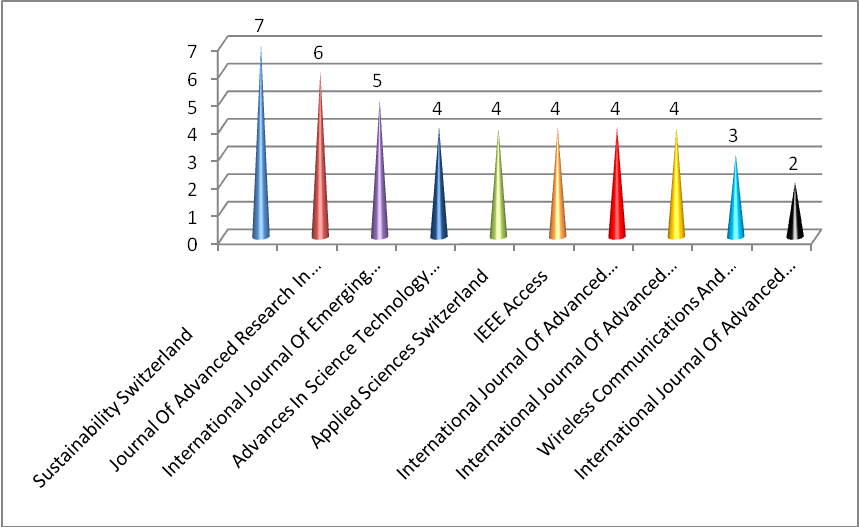 7
6
5
4
4
4
4
4
3
2
7
6
5
4
3
2
1
0
Sustainability Switzerland
Journal Of Advanced Research In...
International Journal Of Emerging...
Advances In Science Technology...
Applied Sciences Switzerland
IEEE Access
International Journal Of Advanced...
International Journal Of Advanced...
Wireless Communications And...
International Journal Of Advanced...